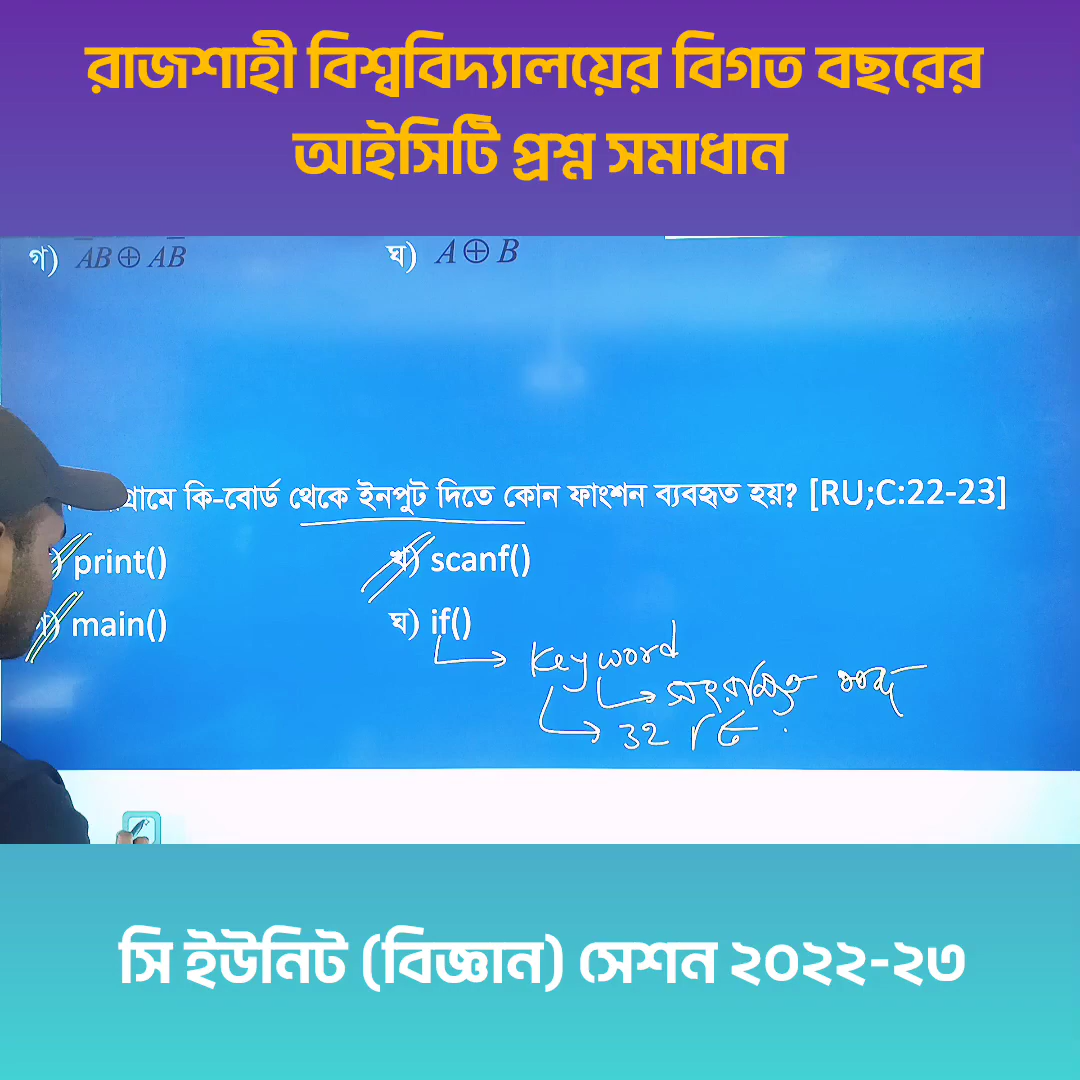 রাজশাহী বিশ্ববিদ্যালয়ের বিগত বছরের
আইসিটি প্রশ্ন সমাধান
গ) A̅B ⊕ AB̅ ঘ) A ⊕ B
কি-বোর্ড থেকে ইনপুট দিতে কোন ফাংশন ব্যবহৃত হয়? [RU;C:22-23]
print() খ) scanf()
main() ঘ) if()
Keyword
সংরক্ষিত শব্দ
32 টি
সি ইউনিট (বিজ্ঞান) সেশন ২০২২-২৩